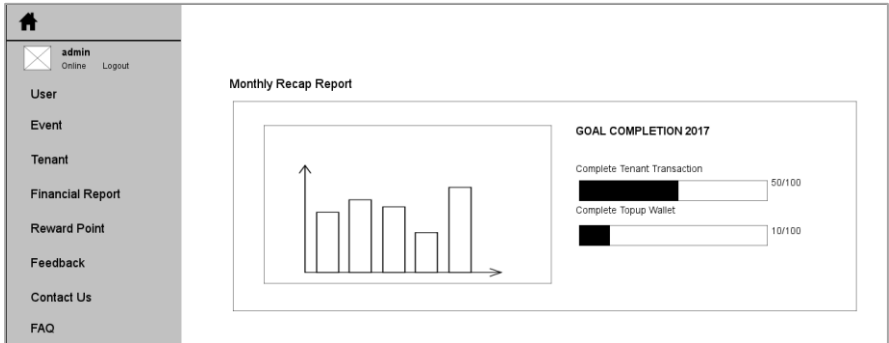 admin
Online Logout
User
Event
Tenant
Financial Report
Reward Point
Feedback
Contact Us
FAQ
Monthly Recap Report
GOAL COMPLETION 2017
Complete Tenant Transaction
50/100
Complete Topup Wallet
10/100